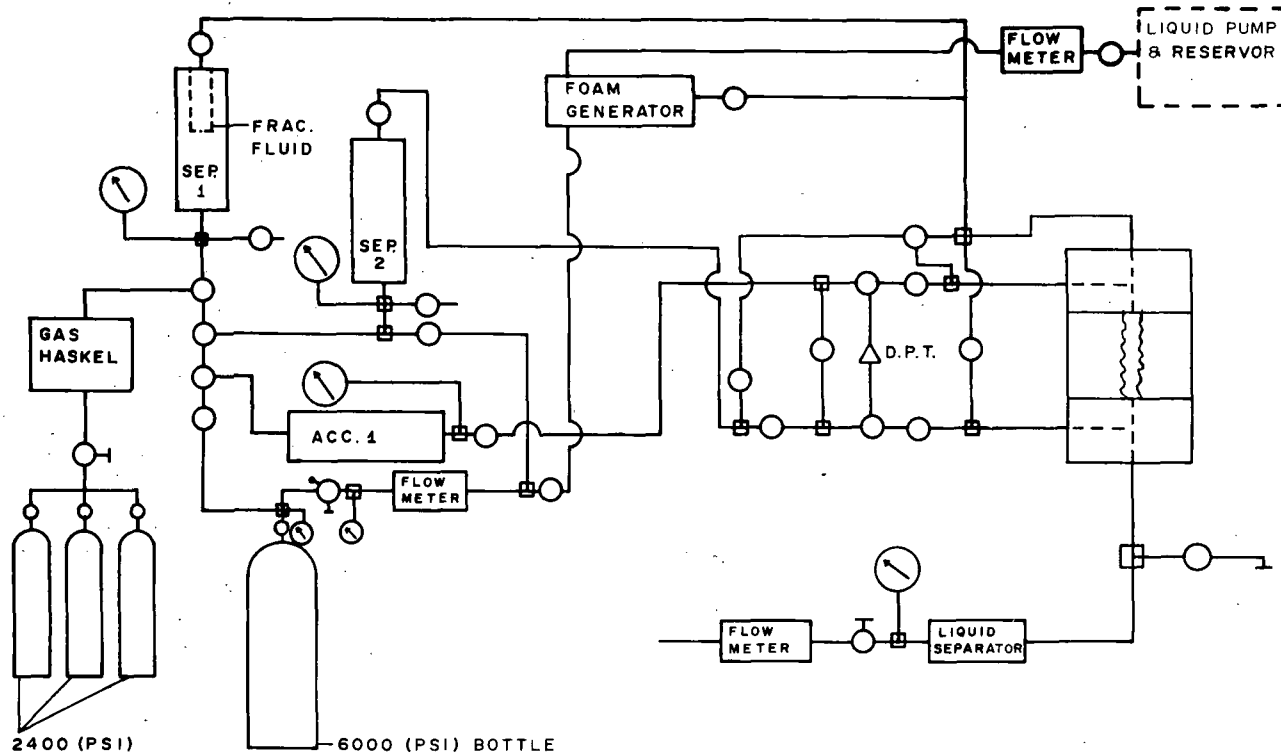 LIQUID PUMP
& RESERVOR
FLOW
METER
FOAM
GENERATOR
FRAC.
FLUID
SEP.
1
SEP.
2
GAS
HASKEL
D.P.T.
ACC. 1
FLOW
METER
FLOW
METER
LIQUID
SEPARATOR
2400 (PSI)
6000 (PSI) BOTTLE